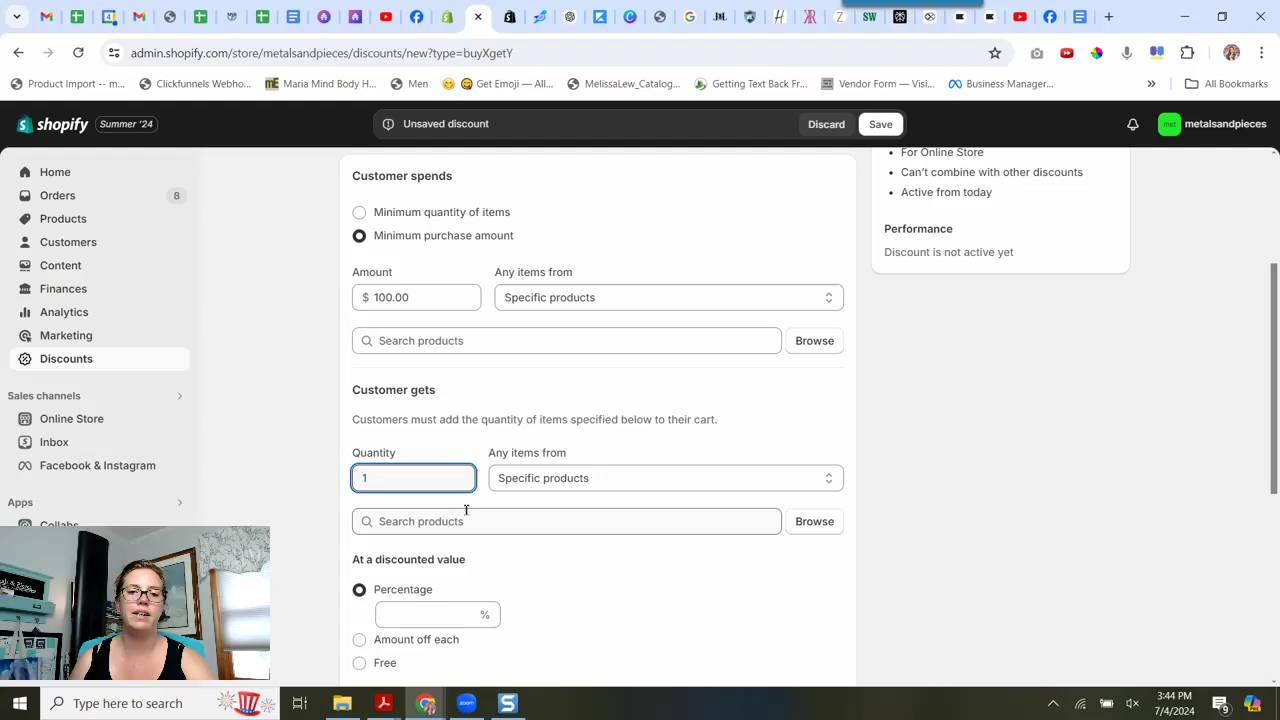 admin.shopify.com/store/metalsandpieces/discounts/new?type=buyXgetY
Product Import -- m...
Clickfunnels Webho...
Maria Mind Body H...
Men
Get Emoji — All...
MelissaLew_Catalog...
Getting Text Back Fr...
Vendor Form — Visi...
Business Manager...
All Bookmarks
shopify
Summer '24
Unsaved discount
Discard
Save
met
metalsandpieces
Home
Orders
8
Products
Customers
Content
Finances
Analytics
Marketing
Discounts
Sales channels
Online Store
Inbox
Facebook & Instagram
Apps
Collabs
Customer spends
Minimum quantity of items
Minimum purchase amount
Amount
Any items from
$ 100.00
Specific products
Search products
Browse
Customer gets
Customers must add the quantity of items specified below to their cart.
Quantity
Any items from
1
Specific products
Search products
Browse
At a discounted value
Percentage
%
Amount off each
Free
For Online Store
Can't combine with other discounts
Active from today
Performance
Discount is not active yet
Type here to search
3:44 PM
7/4/2024
9